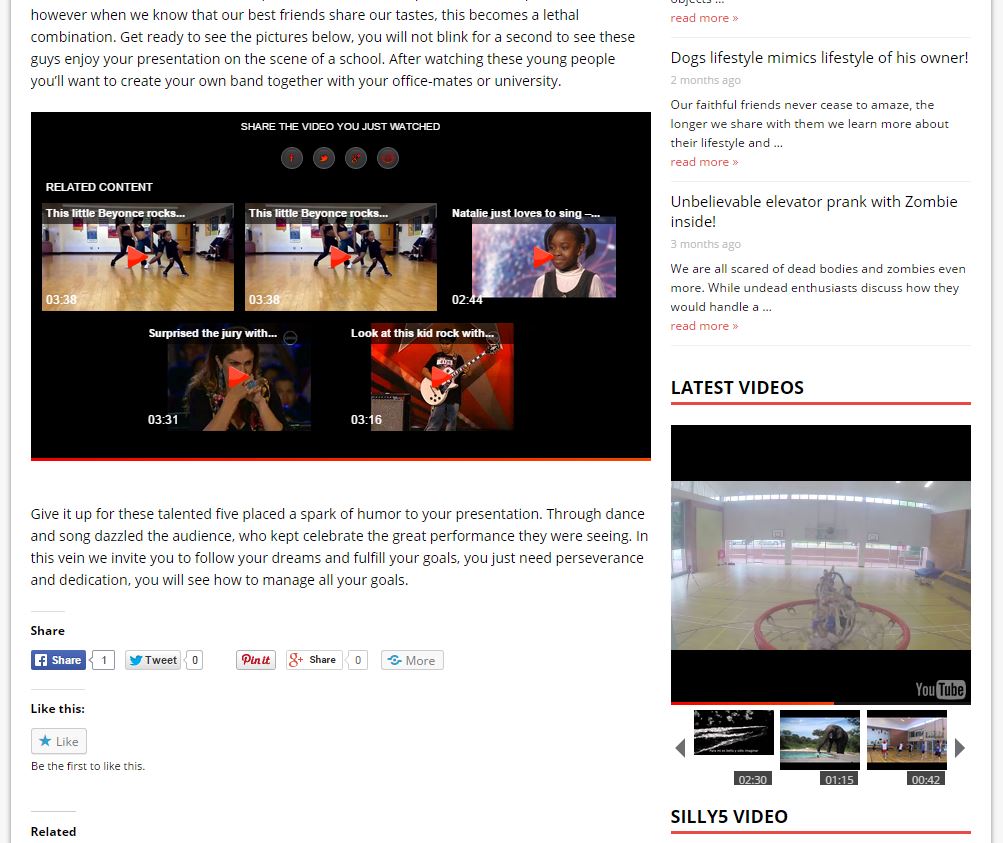 however when we know that our best friends share our tastes, this becomes a lethal
combination. Get ready to see the pictures below, you will not blink for a second to see these
guys enjoy your presentation on the scene of a school. After watching these young people
you'll want to create your own band together with your office-mates or university.
SHARE THE VIDEO YOU JUST WATCHED
RELATED CONTENT
This little Beyonce rocks...
03:38
This little Beyonce rocks...
03:38
Natalie just loves to sing –...
02:44
Surprised the jury with...
03:31
Look at this kid rock with...
03:16
Give it up for these talented five placed a spark of humor to your presentation. Through dance
and song dazzled the audience, who kept celebrate the great performance they were seeing. In
this vein we invite you to follow your dreams and fulfill your goals, you just need perseverance
and dedication, you will see how to manage all your goals.
Share
Share 1 Tweet 0 Pinit Share 0 More
Like this:
Like
Be the first to like this.
Related
read more »
Dogs lifestyle mimics lifestyle of his owner!
2 months ago
Our faithful friends never cease to amaze, the
longer we share with them we learn more about
their lifestyle and ...
read more »
Unbelievable elevator prank with Zombie
inside!
3 months ago
We are all scared of dead bodies and zombies even
more. While undead enthusiasts discuss how they
would handle a ...
read more »
LATEST VIDEOS
YouTube
02:30 01:15 00:42
SILLY5 VIDEO